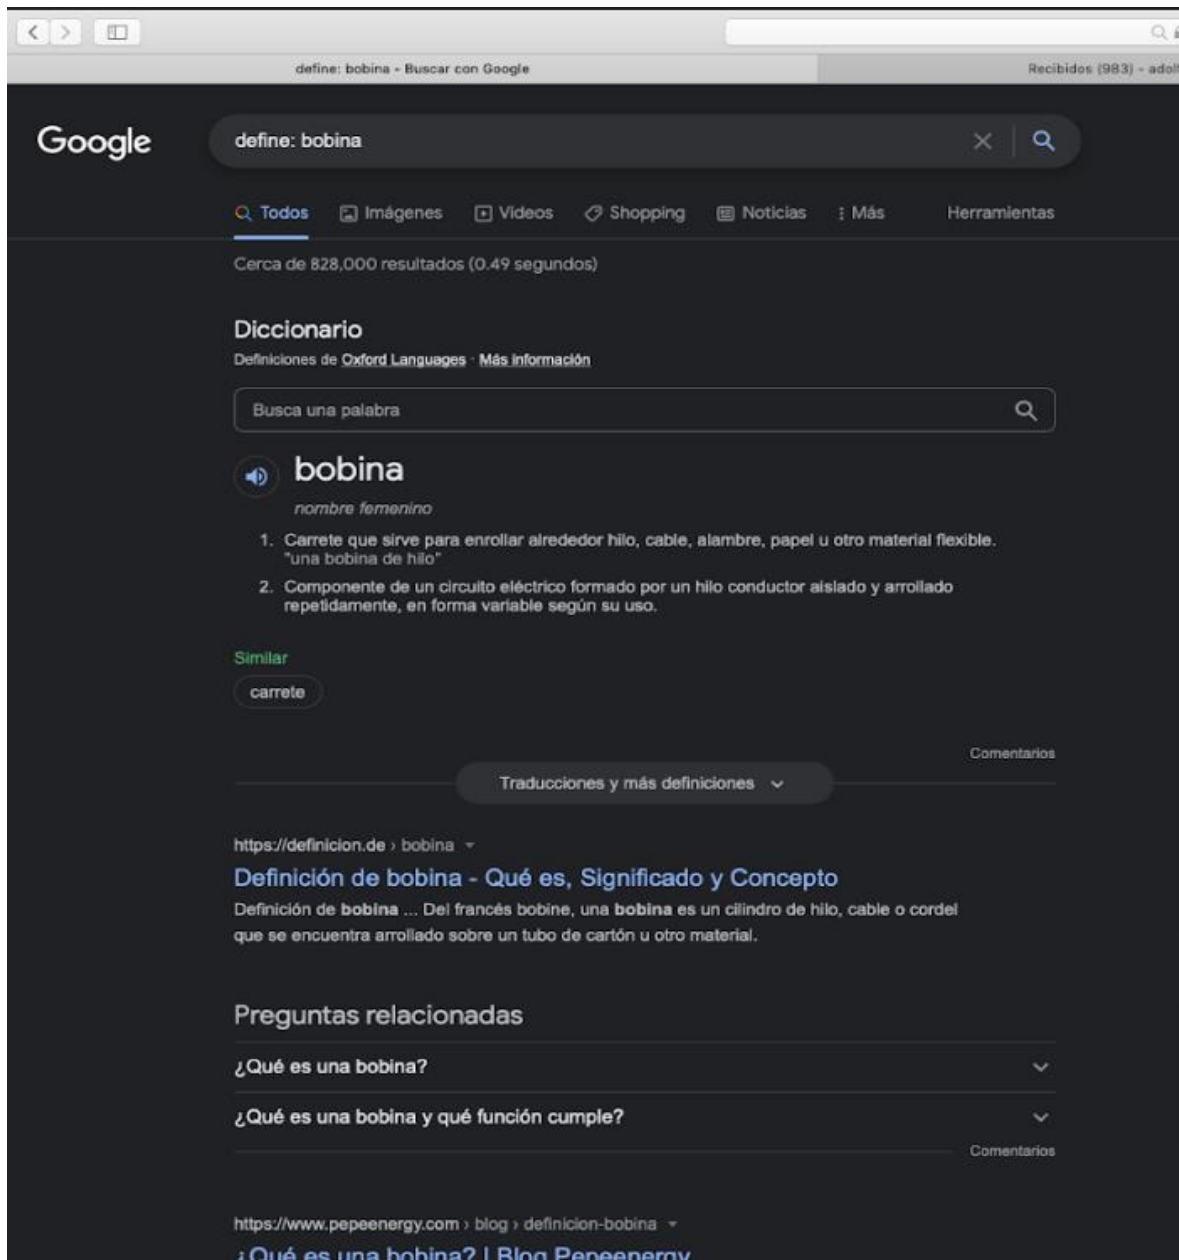 define: bobina - Buscar con Google
Recibidos (983) - adolf
Google
define: bobina
Todos Imágenes Videos Shopping Noticias Más Herramientas
Cerca de 828,000 resultados (0.49 segundos)
Diccionario
Definiciones de Oxford Languages · Más información
Busca una palabra
bobina
nombre femenino
1. Carrete que sirve para enrollar alrededor hilo, cable, alambre, papel u otro material flexible.
"una bobina de hilo"
2. Componente de un circuito eléctrico formado por un hilo conductor aislado y arrollado
repetidamente, en forma variable según su uso.
Similar
carrete
Comentarios
Traducciones y más definiciones
https://definicion.de › bobina
Definición de bobina - Qué es, Significado y Concepto
Definición de bobina ... Del francés bobine, una bobina es un cilindro de hilo, cable o cordel
que se encuentra arrollado sobre un tubo de cartón u otro material.
Preguntas relacionadas
¿Qué es una bobina?
¿Qué es una bobina y qué función cumple?
Comentarios
https://www.pepeenergy.com › blog › definicion-bobina
¿Qué es una bobina? | Blog Pepeenergy